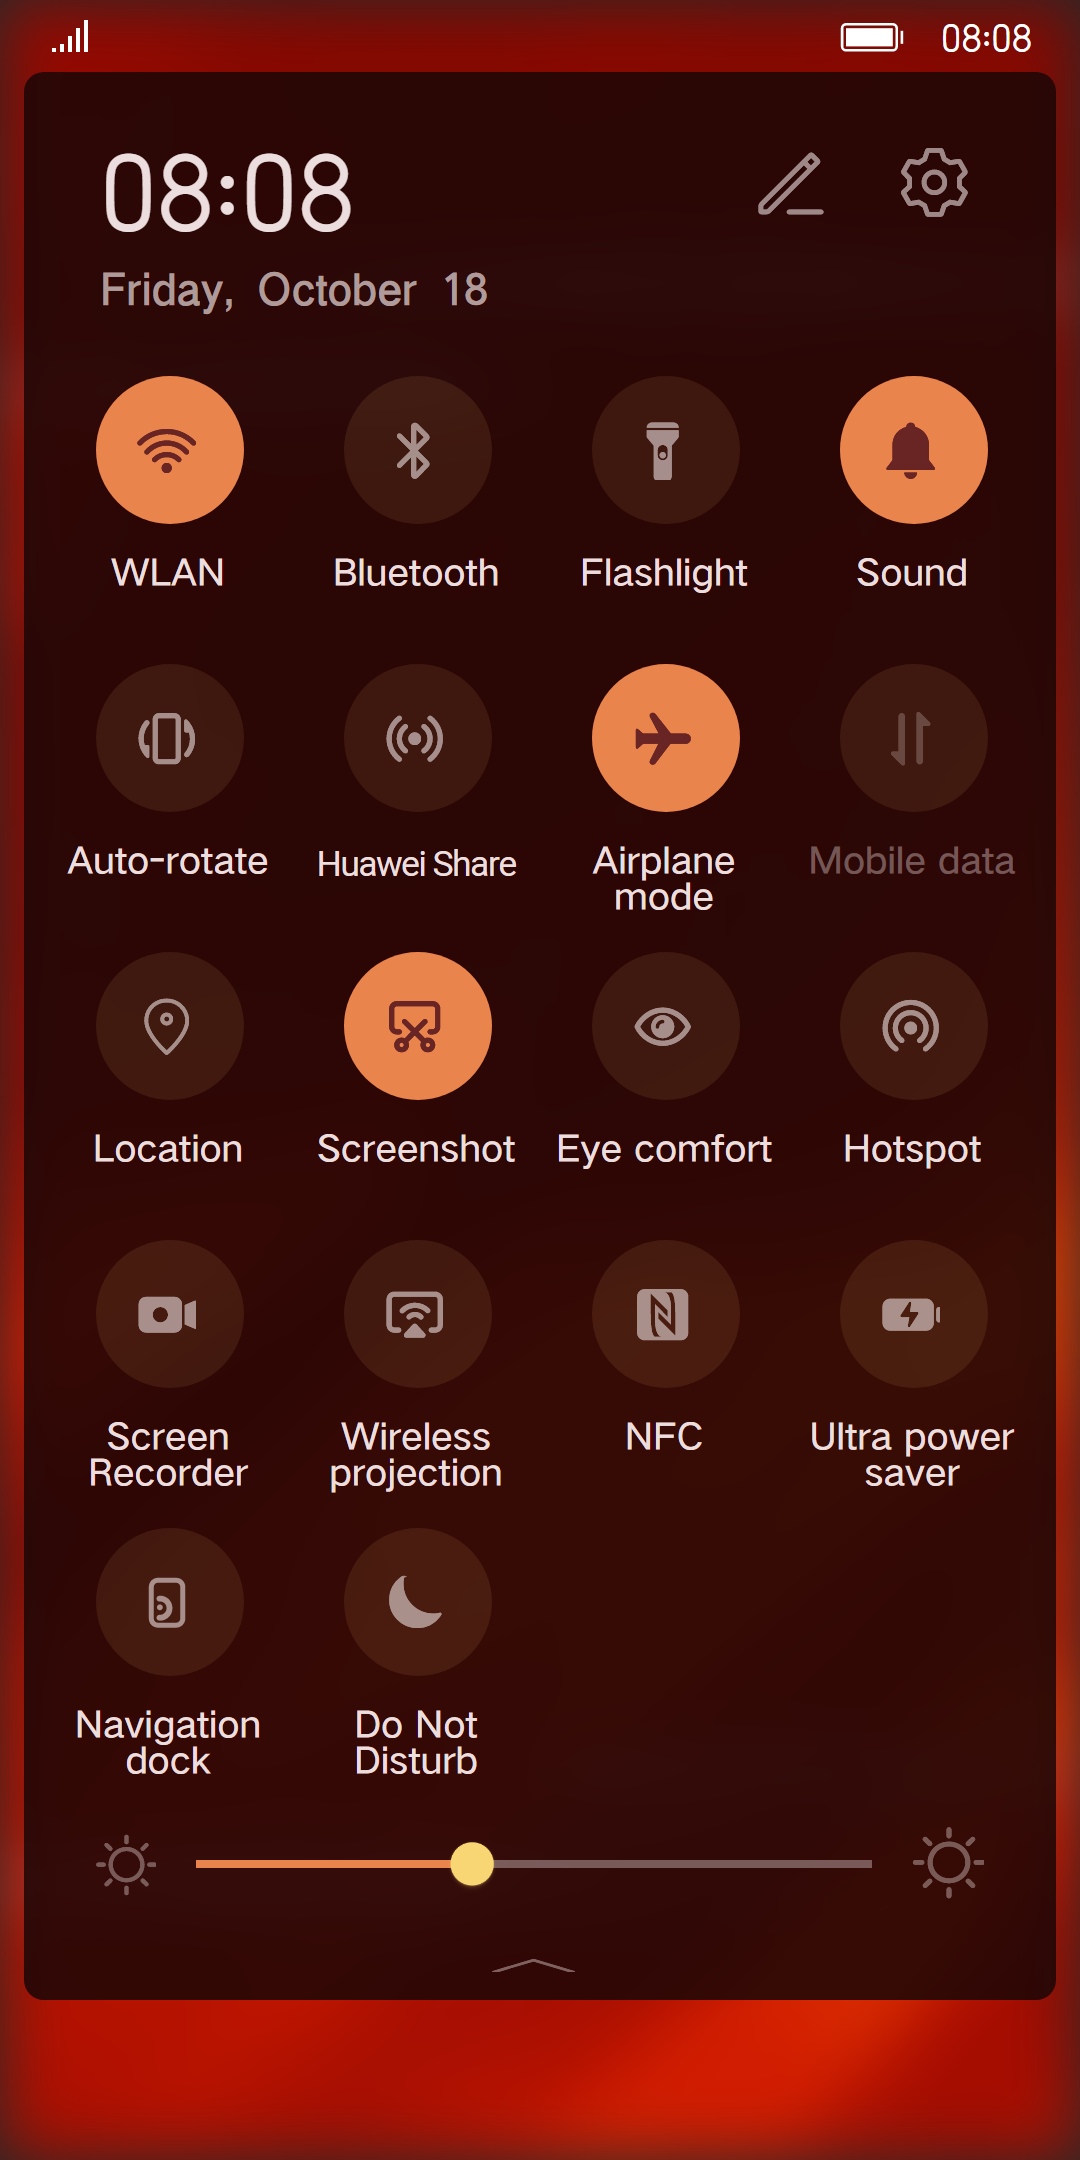 08:08
08:08
Friday, October 18
WLAN Bluetooth Flashlight Sound
Auto-rotate Huawei Share Airplane mode Mobile data
Location Screenshot Eye comfort Hotspot
Screen Recorder Wireless projection NFC Ultra power saver
Navigation dock Do Not Disturb